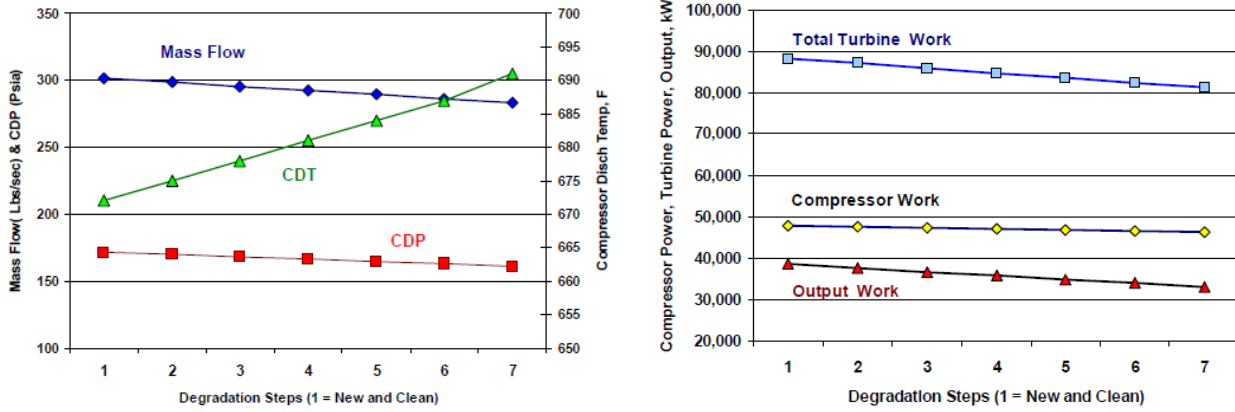 Mass Flow( Lbs/sec) & CDP (Psia)
350
300
250
200
150
100
Mass Flow
CDT
CDP
700
695
690
685
680
675
670
665
660
655
650
Compressor Disch Temp, F
1 2 3 4 5 6 7
Degradation Steps (1 = New and Clean)
Compressor Power, Turbine Power, Output, kW
100,000
90,000
80,000
70,000
60,000
50,000
40,000
30,000
20,000
Total Turbine Work
Compressor Work
Output Work
1 2 3 4 5 6 7
Degradation Steps (1 = New and Clean)